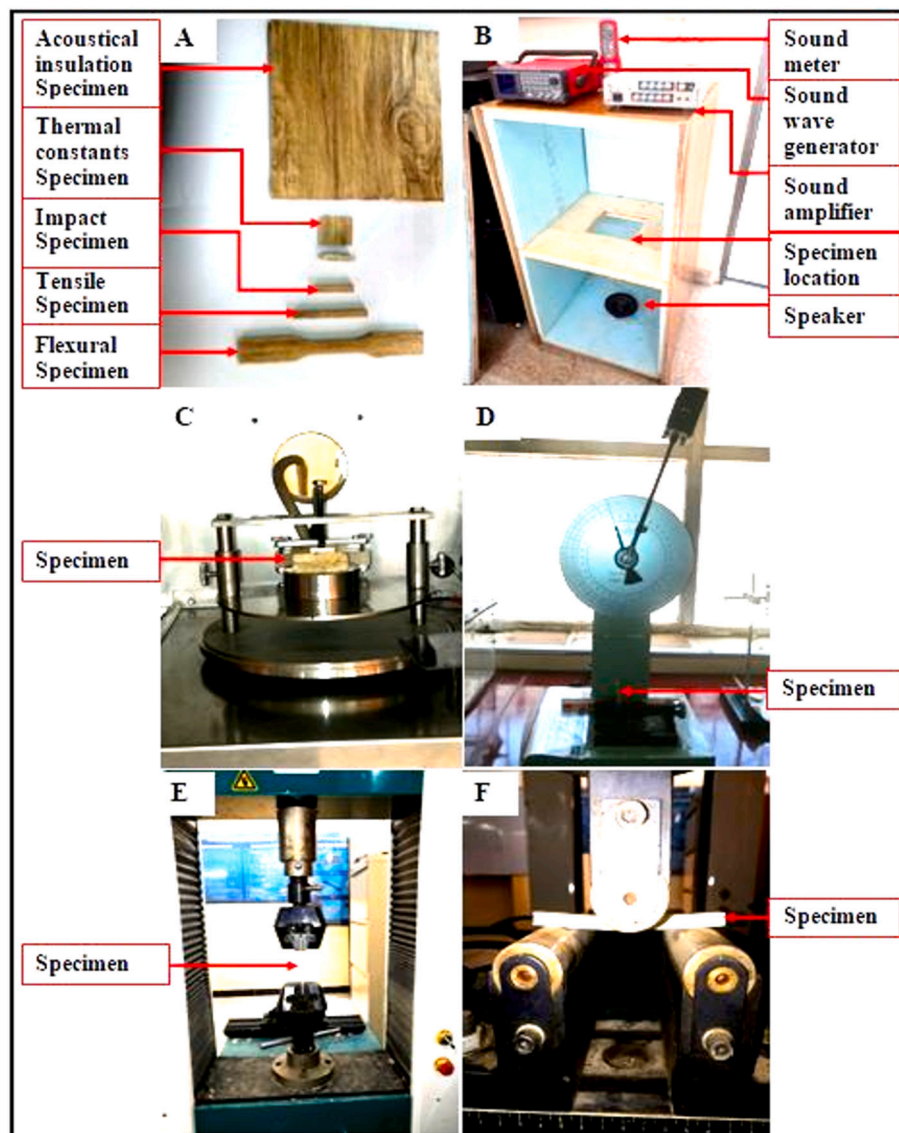 A
Acoustical
insulation
Specimen
Thermal
constants
Specimen
Impact
Specimen
Tensile
Specimen
Flexural
Specimen
B
Sound
meter
Sound
wave
generator
Sound
amplifier
Specimen
location
Speaker
C
Specimen
D
Specimen
E
Specimen
F
Specimen